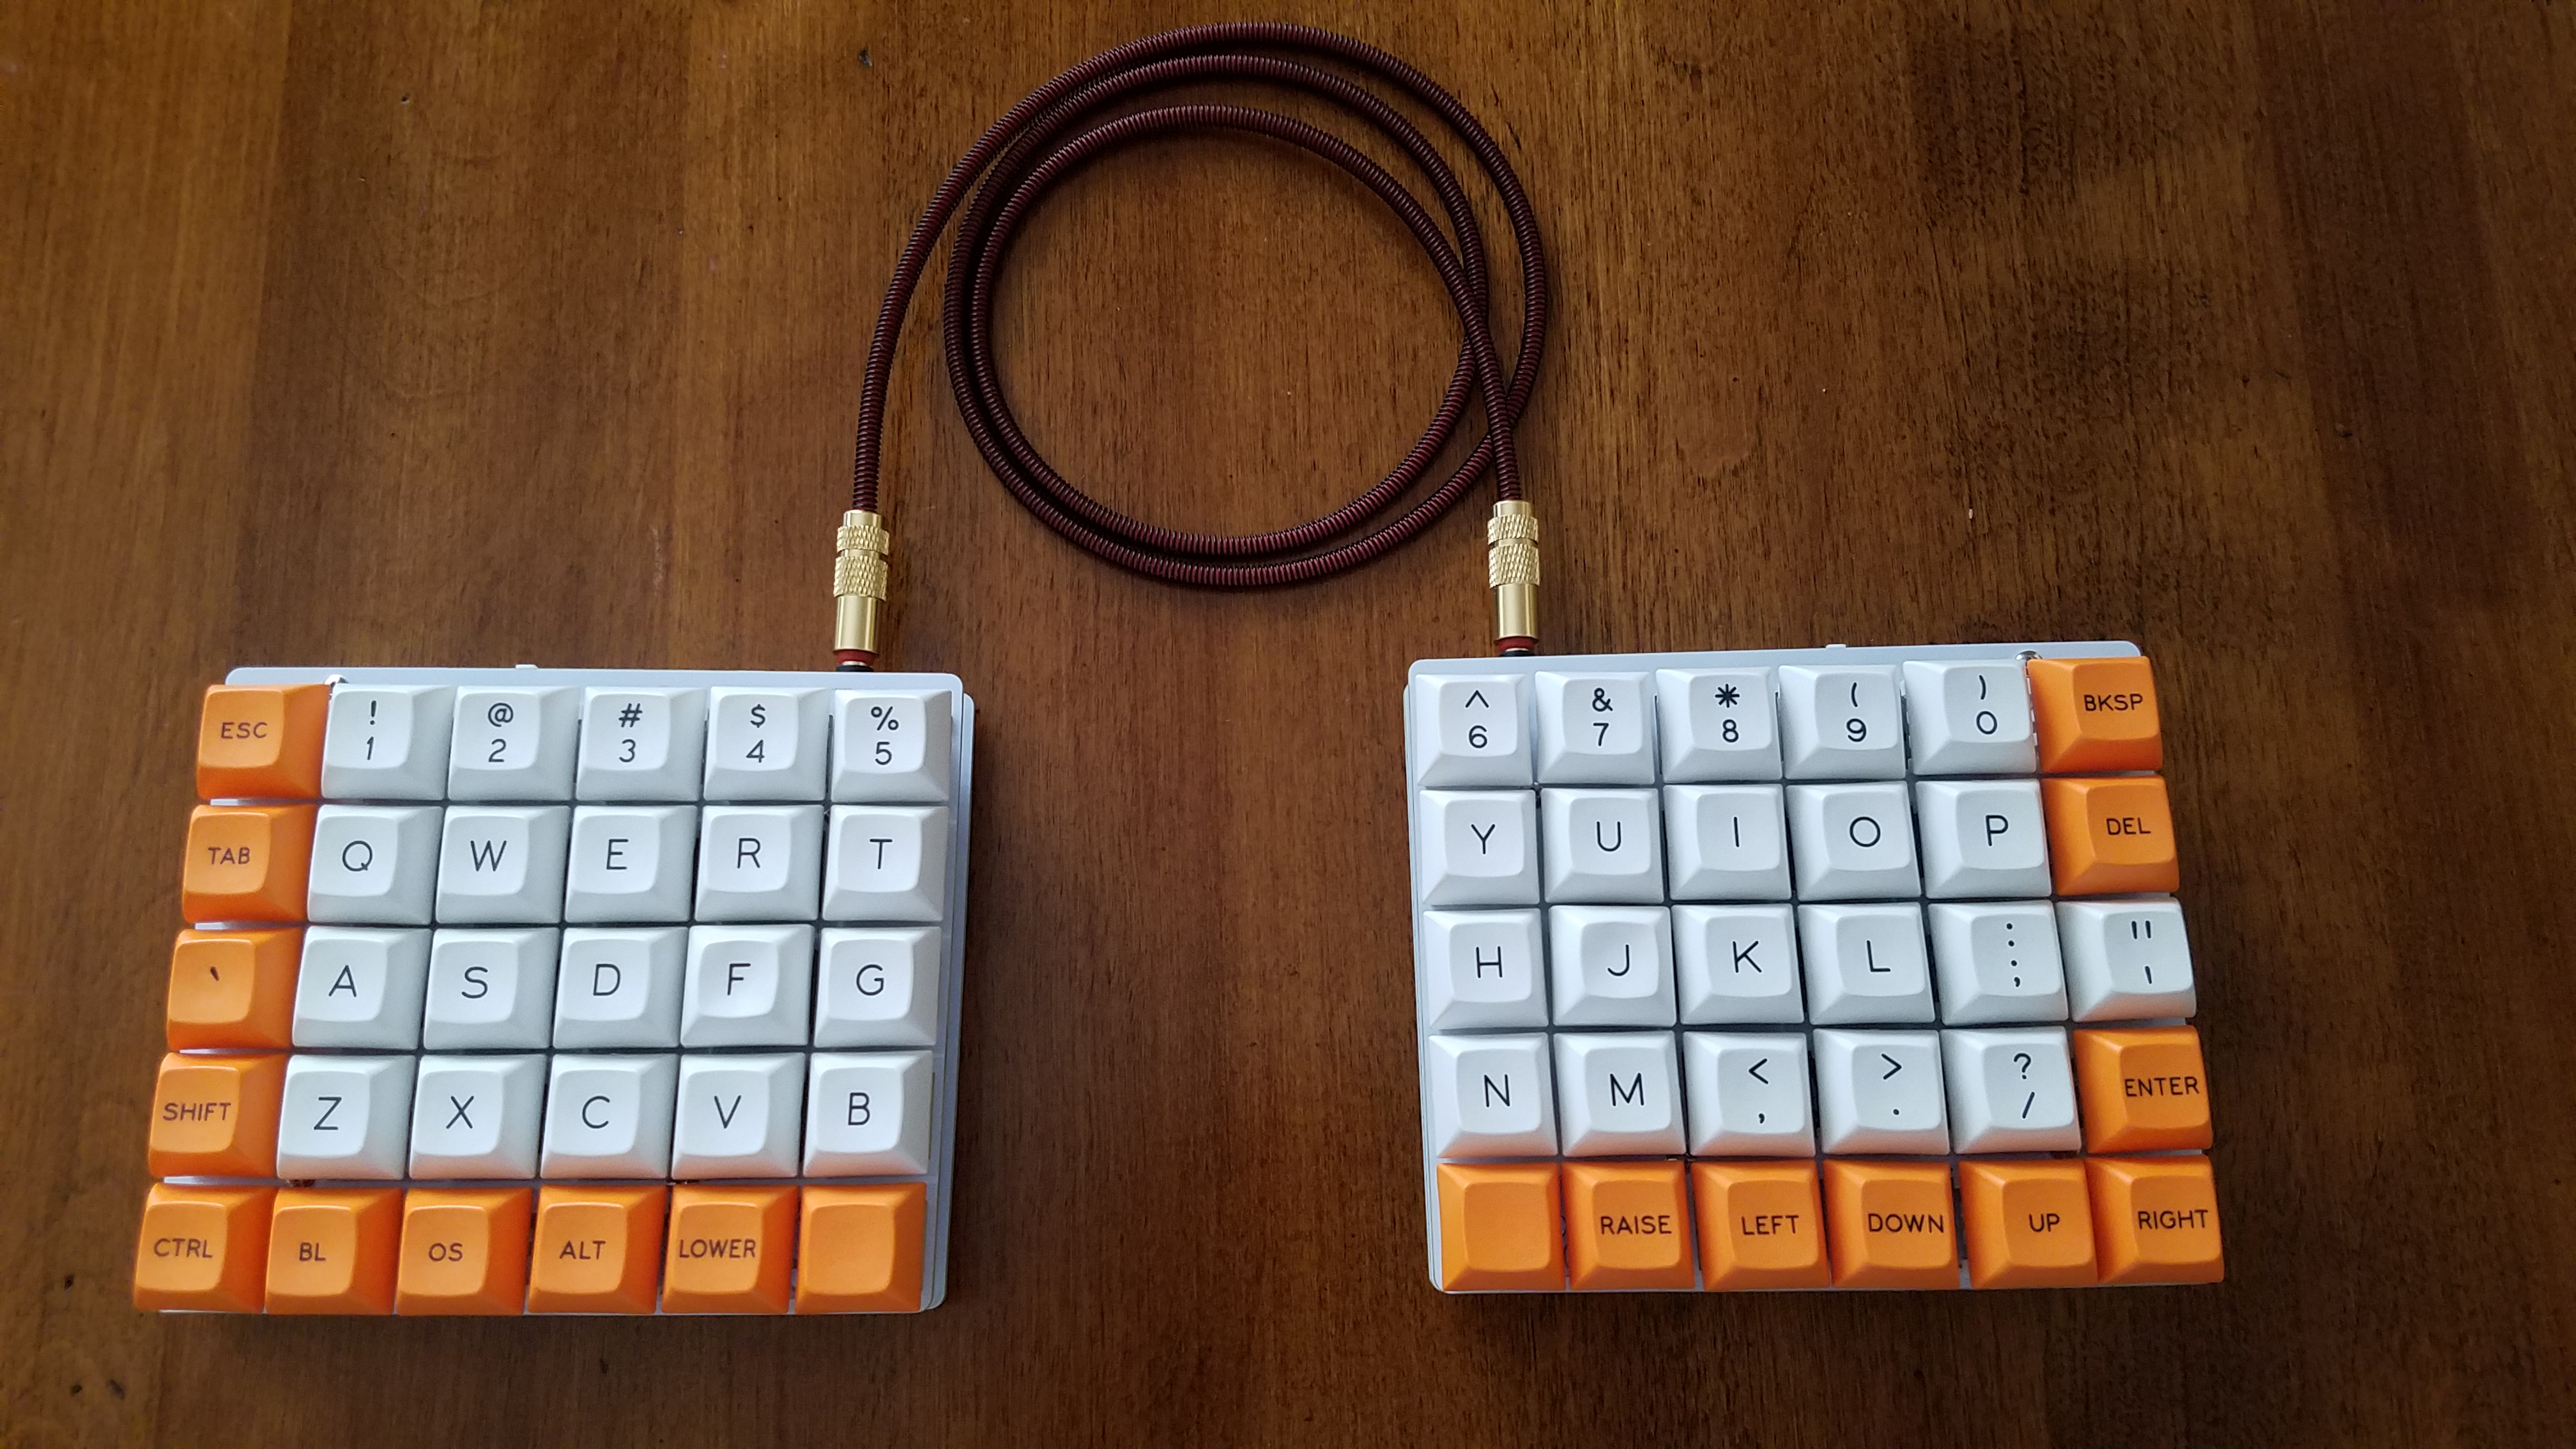 ESC ! @ # $ %
1 2 3 4 5
TAB Q W E R T
` A S D F G
SHIFT Z X C V B
CTRL BL OS ALT LOWER
^ & * ( ) BKSP
6 7 8 9 0
Y U I O P DEL
H J K L : "
; '
N M < > ? ENTER
, . /
RAISE LEFT DOWN UP RIGHT